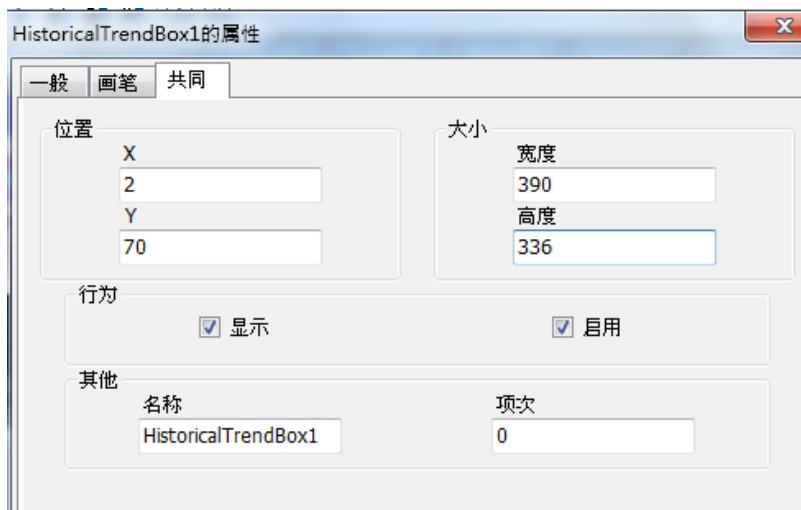 HistoricalTrendBox1的属性
一般 画笔 共同
位置 大小
X 宽度
2 390
Y 高度
70 336
行为
显示 启用
其他
名称 项次
HistoricalTrendBox1 0